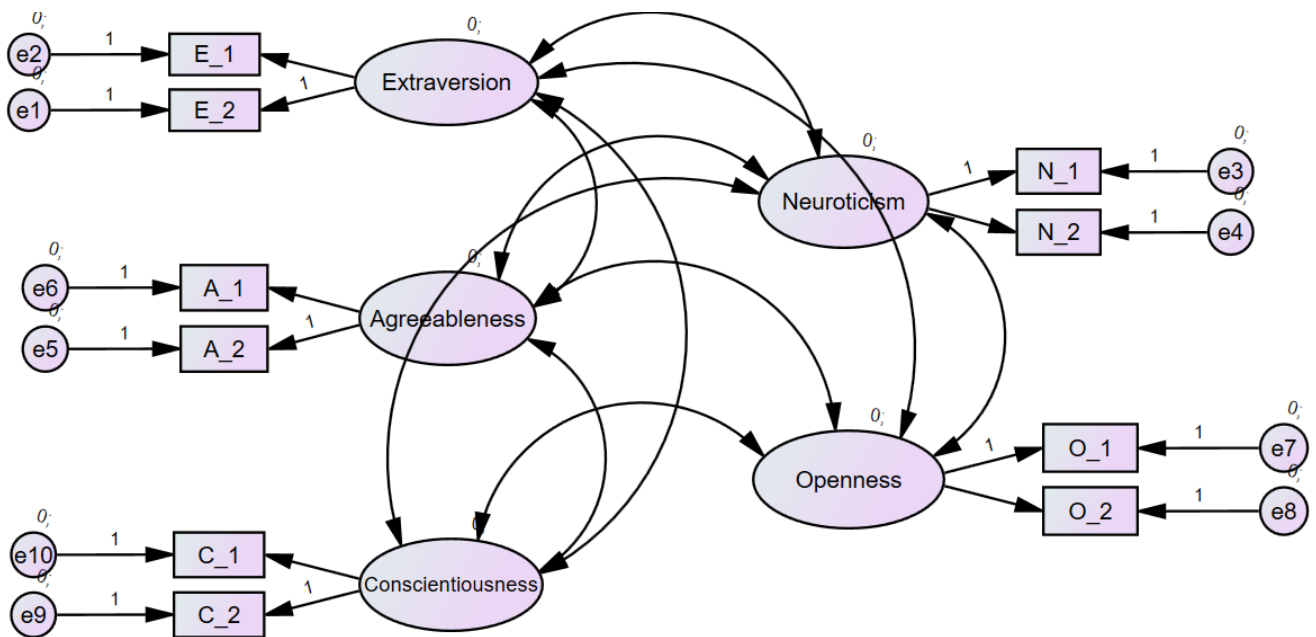 0;
e2
1
E_1
0;
Extraversion
0;
e1
1
E_2
1
0;
Neuroticism
1
N_1
1
0;
e3
N_2
1
0;
e4
0;
e6
1
A_1
0;
Agreeableness
0;
e5
1
A_2
1
0;
Openness
1
O_1
1
0;
e7
O_2
1
0;
e8
0;
e10
1
C_1
0;
Conscientiousness
0;
e9
1
C_2
1